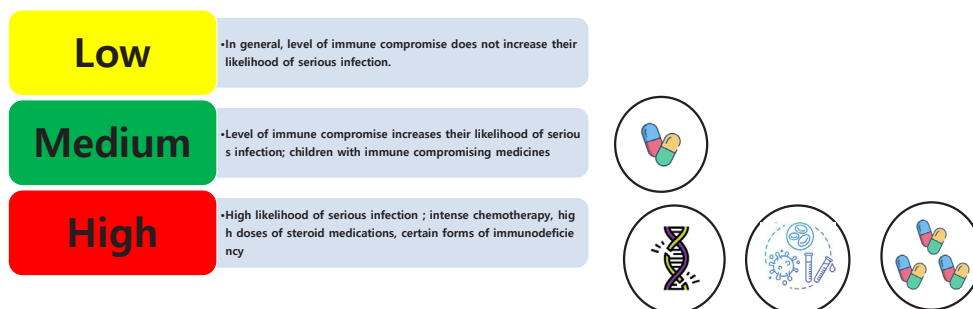 Low
•In general, level of immune compromise does not increase their
likelihood of serious infection.
Medium
•Level of immune compromise increases their likelihood of seriou
s infection; children with immune compromising medicines
High
•High likelihood of serious infection ; intense chemotherapy, hig
h doses of steroid medications, certain forms of immunodeficie
ncy